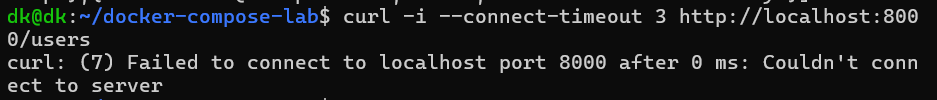 dk@dk:~/docker-compose-lab$ curl -i --connect-timeout 3 http://localhost:800
0/users
curl: (7) Failed to connect to localhost port 8000 after 0 ms: Couldn't conn
ect to server